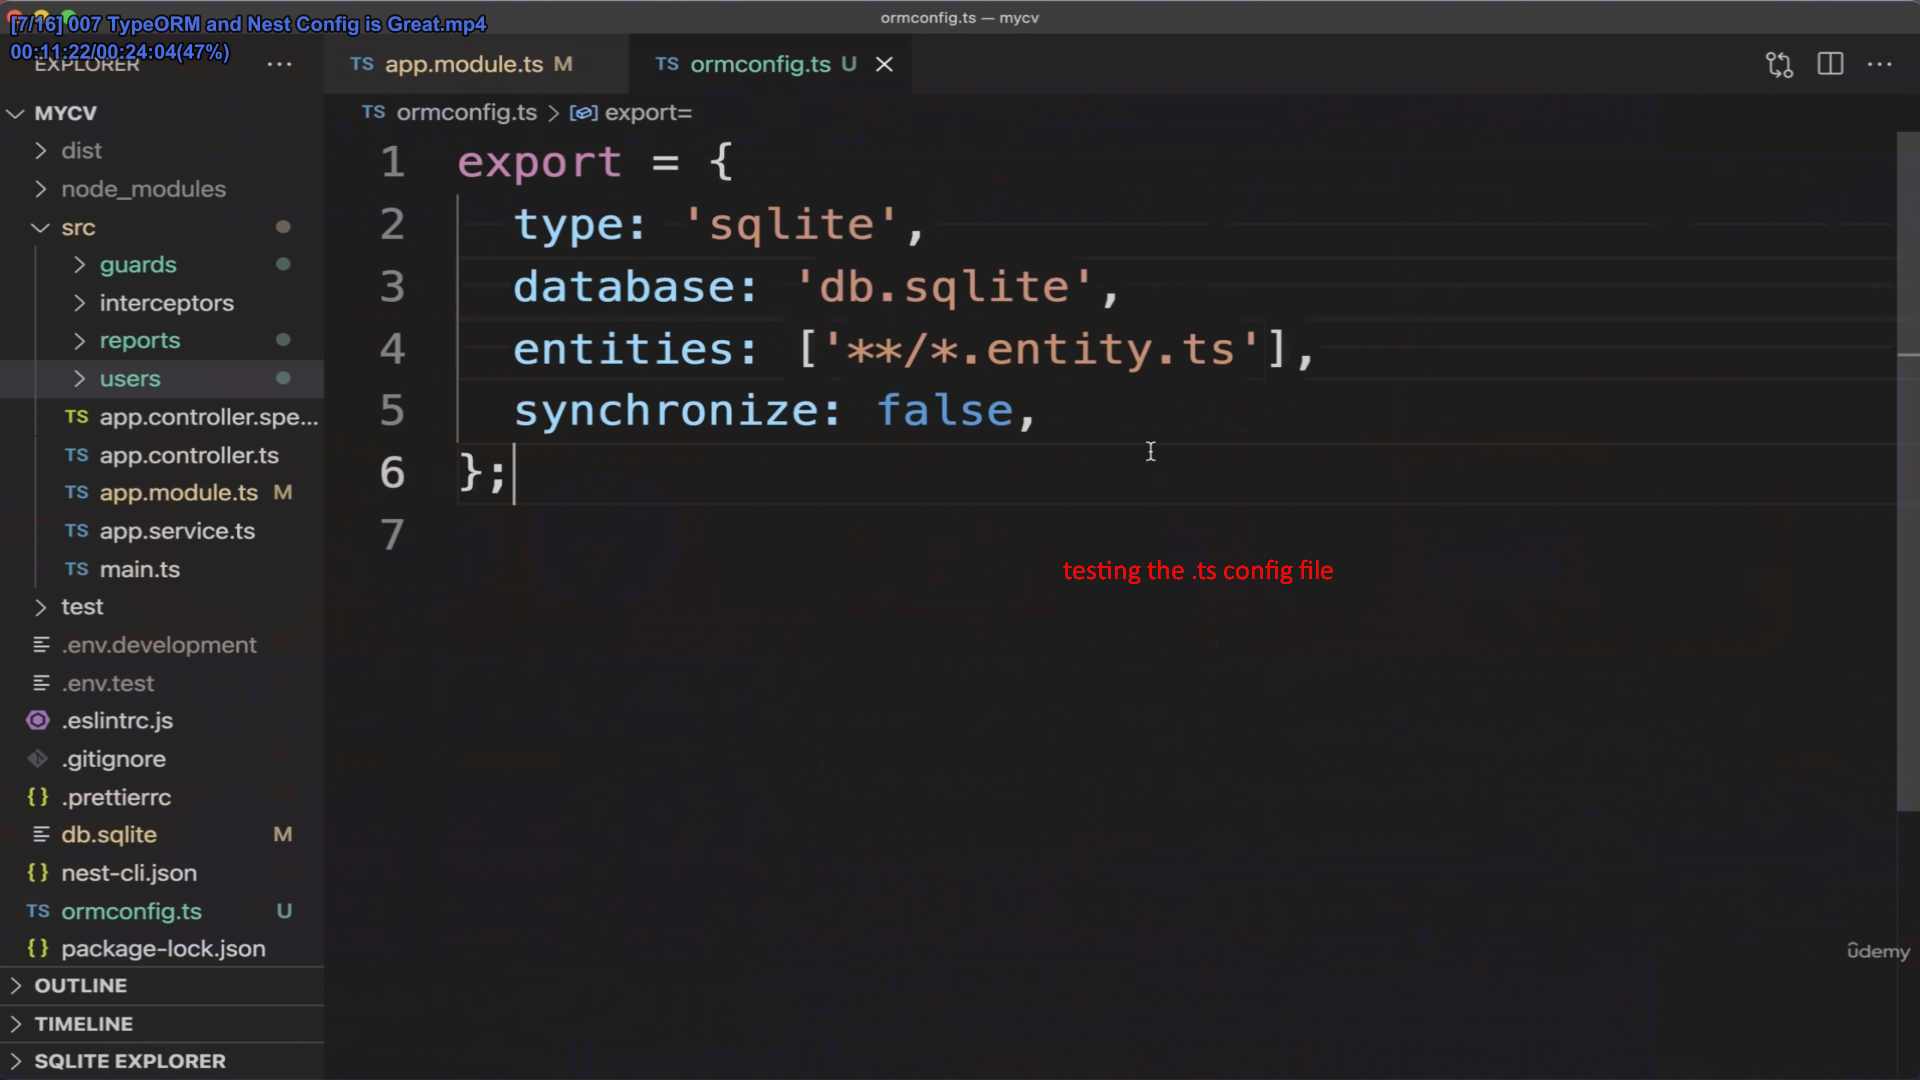 [7/16] 007 TypeORM and Nest Config is Great.mp4
00:11:22/00:24:04(47%)
ormconfig.ts — mycv
EXPLORER
TS app.module.ts M
TS ormconfig.ts U
TS ormconfig.ts > export=
MYCV
dist
node_modules
src
guards
interceptors
reports
users
TS app.controller.spe...
TS app.controller.ts
TS app.module.ts M
TS app.service.ts
TS main.ts
test
.env.development
.env.test
.eslintrc.js
.gitignore
{} .prettierrc
db.sqlite M
{} nest-cli.json
TS ormconfig.ts U
{} package-lock.json
OUTLINE
TIMELINE
SQLITE EXPLORER
1 export = {
2 type: 'sqlite',
3 database: 'db.sqlite',
4 entities: ['**/*.entity.ts'],
5 synchronize: false,
6 };
7
testing the .ts config file
ûdemy